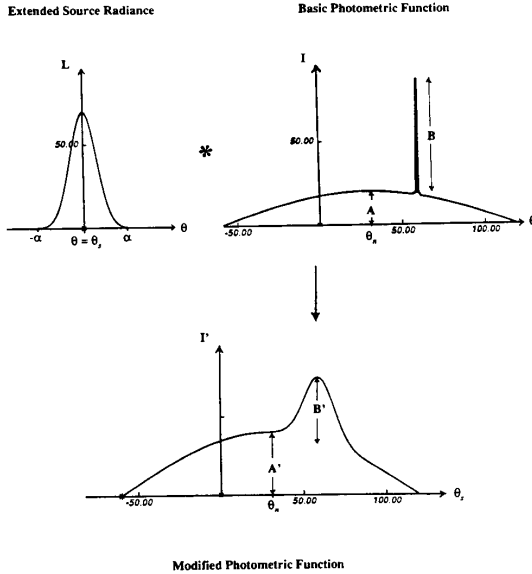 Extended Source Radiance
Basic Photometric Function
L
50.00
-α
θ = θs
α
θ
*
I
50.00
B
A
-50.00
θn
50.00
100.00
θ
I'
B'
A'
-50.00
θn
50.00
100.00
θs
Modified Photometric Function